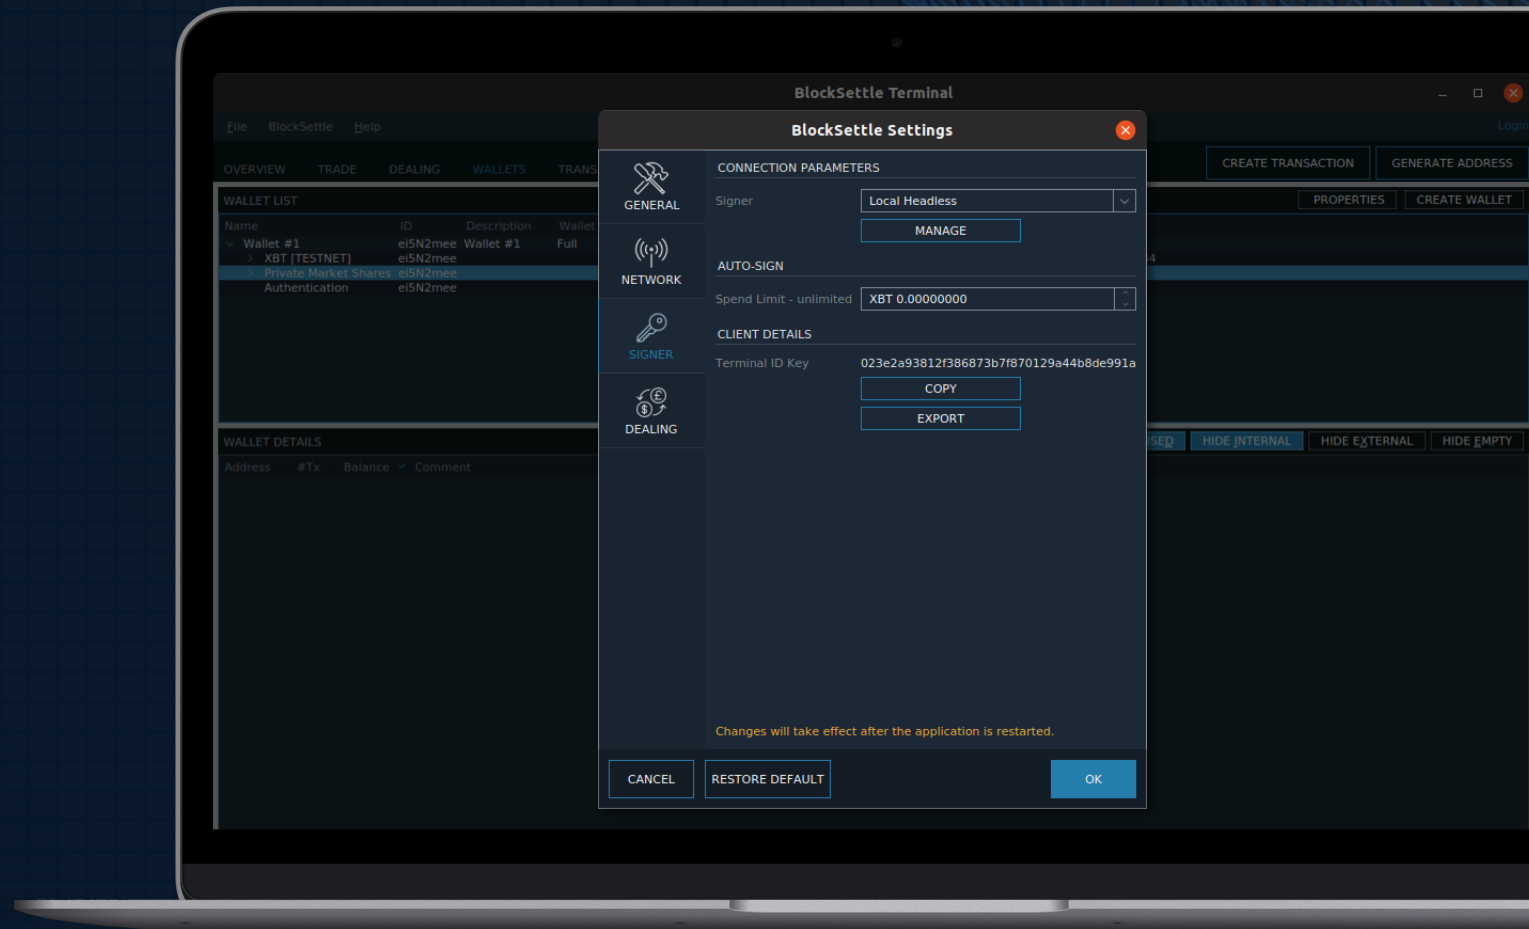 BlockSettle Terminal
File BlockSettle Help
Login
OVERVIEW TRADE DEALING WALLETS TRANS
CREATE TRANSACTION GENERATE ADDRESS
WALLET LIST
PROPERTIES CREATE WALLET
Name ID Description Wallet
Wallet #1 ei5N2mee Wallet #1 Full
XBT [TESTNET] ei5N2mee
4
Private Market Shares ei5N2mee
Authentication ei5N2mee
WALLET DETAILS
SED HIDE INTERNAL HIDE EXTERNAL HIDE EMPTY
Address #Tx Balance Comment
BlockSettle Settings
GENERAL
NETWORK
SIGNER
DEALING
CONNECTION PARAMETERS
Signer Local Headless
MANAGE
AUTO-SIGN
Spend Limit - unlimited XBT 0.00000000
CLIENT DETAILS
Terminal ID Key 023e2a93812f386873b7f870129a44b8de991a
COPY
EXPORT
Changes will take effect after the application is restarted.
CANCEL RESTORE DEFAULT OK